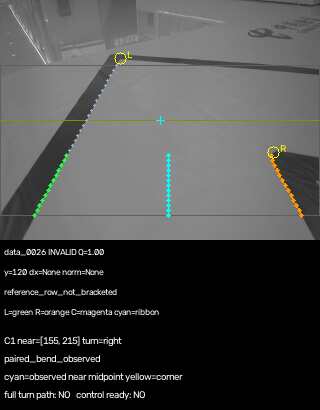 L
R
data_0026 INVALID Q=1.00
y=120 dx=None norm=None
reference_row_not_bracketed
L=green R=orange C=magenta cyan=ribbon
C1 near=[155, 215] turn=right
paired_bend_observed
cyan=observed near midpoint yellow=corner
full turn path: NO control ready: NO